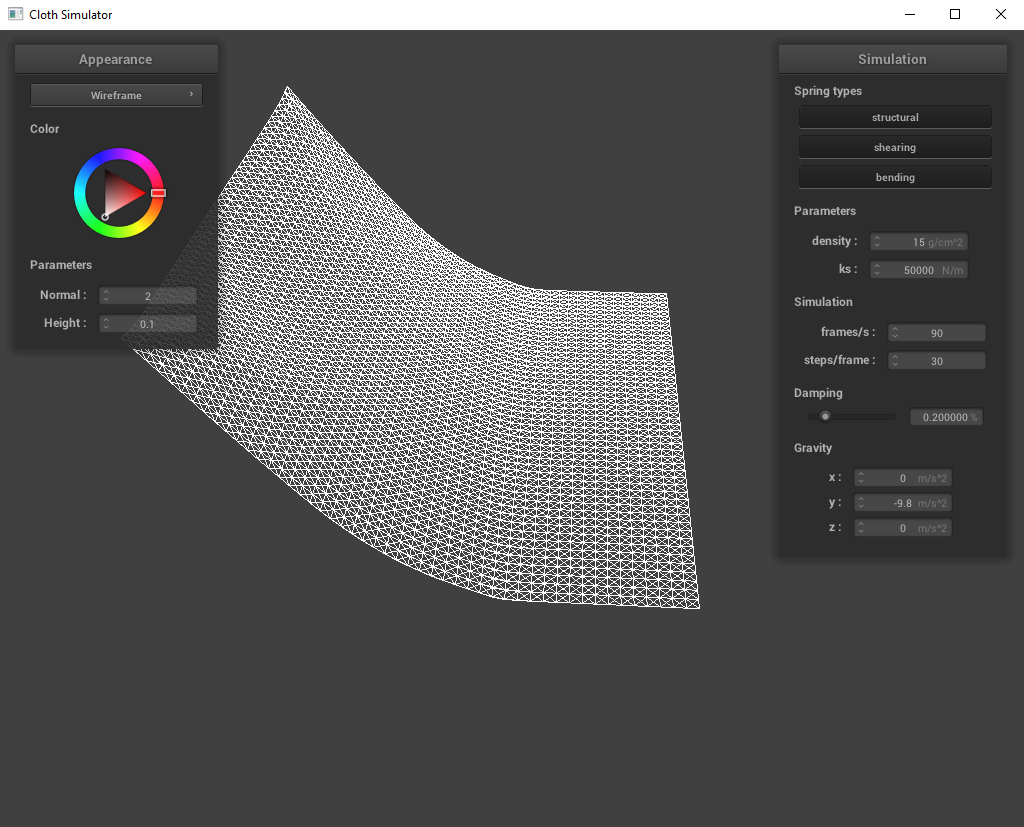 Cloth Simulator
Appearance
Wireframe
Color
Parameters
Normal : 2
Height : 0.1
Simulation
Spring types
structural
shearing
bending
Parameters
density : 15 g/cm^2
ks : 50000 N/m
Simulation
frames/s : 90
steps/frame : 30
Damping
0.200000 %
Gravity
x : 0 m/s^2
y : -9.8 m/s^2
z : 0 m/s^2